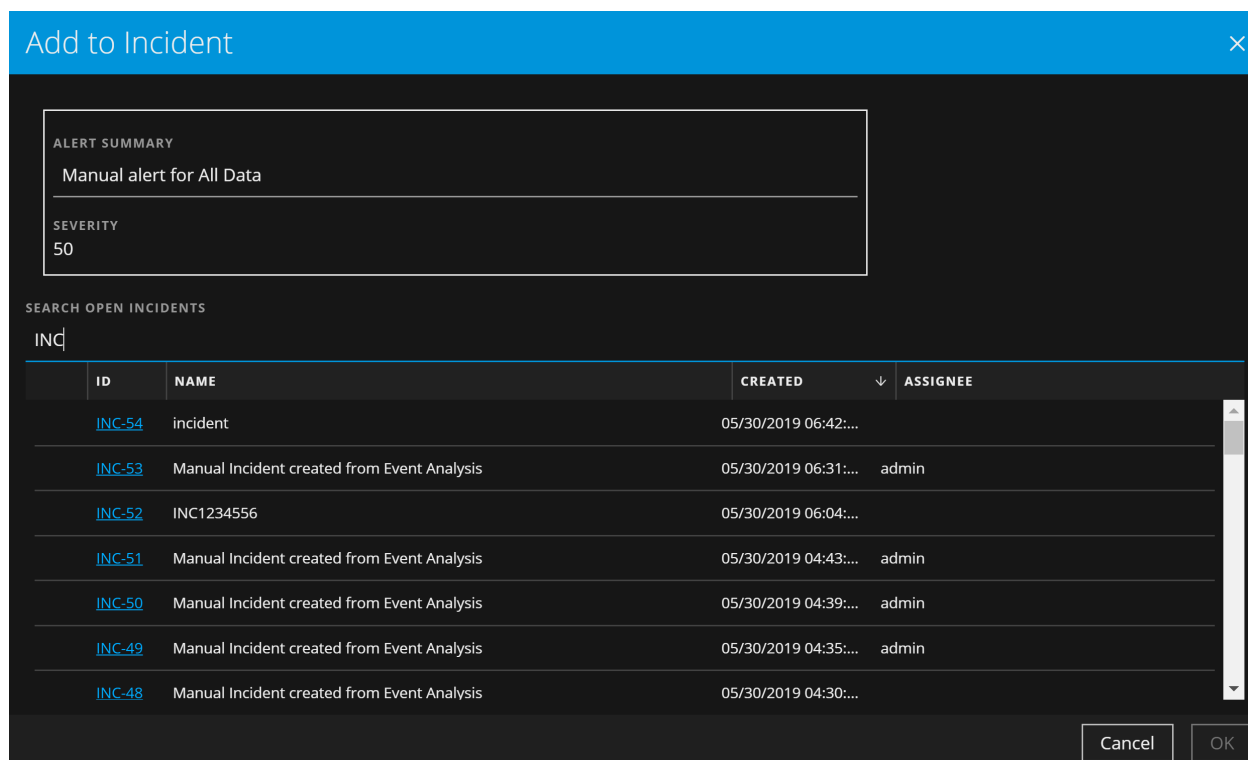 Add to Incident
ALERT SUMMARY
Manual alert for All Data
SEVERITY
50
SEARCH OPEN INCIDENTS
INC
ID NAME CREATED ASSIGNEE
INC-54 incident 05/30/2019 06:42:...
INC-53 Manual Incident created from Event Analysis 05/30/2019 06:31:... admin
INC-52 INC1234556 05/30/2019 06:04:...
INC-51 Manual Incident created from Event Analysis 05/30/2019 04:43:... admin
INC-50 Manual Incident created from Event Analysis 05/30/2019 04:39:... admin
INC-49 Manual Incident created from Event Analysis 05/30/2019 04:35:... admin
INC-48 Manual Incident created from Event Analysis 05/30/2019 04:30:...
Cancel OK